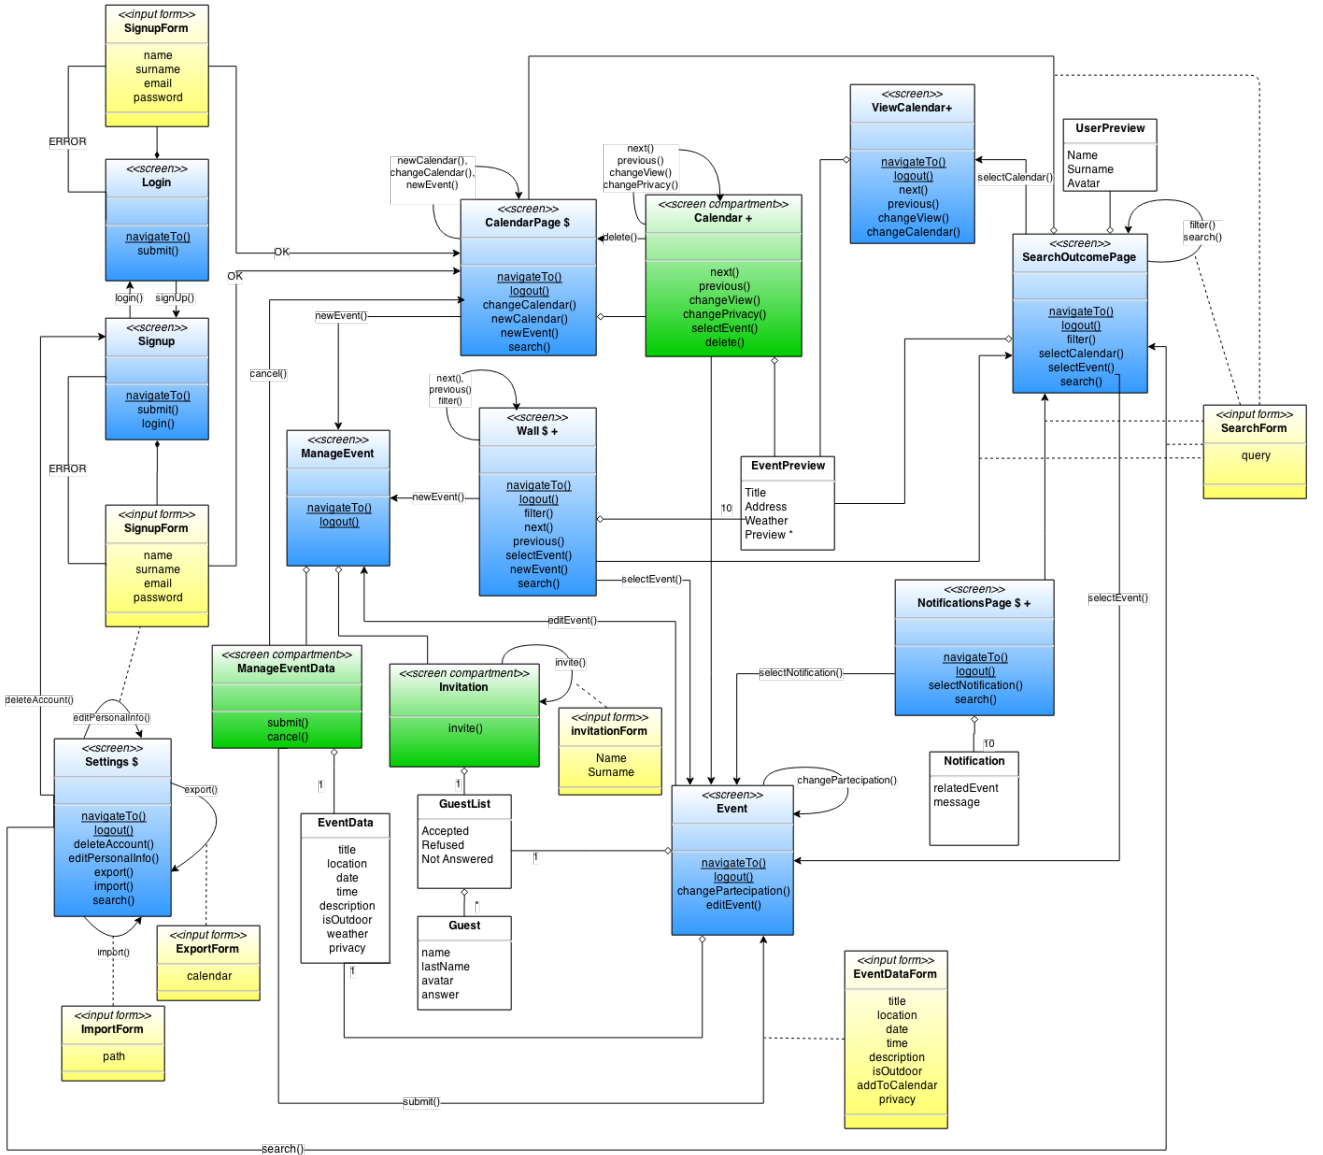 <<input form>>
SignupForm
name
surname
email
password
ERROR
<<screen>>
Login
navigateTo()
submit()
login()
signUp()
<<screen>>
Signup
navigateTo()
submit()
login()
ERROR
<<input form>>
SignupForm
name
surname
email
password
OK
OK
deleteAccount()
editPersonalInfo()
<<screen>>
Settings $
navigateTo()
logout()
deleteAccount()
editPersonalInfo()
export()
import()
search()
export()
import()
<<input form>>
ExportForm
calendar
<<input form>>
ImportForm
path
newCalendar(),
changeCalendar(),
newEvent()
<<screen>>
CalendarPage $
navigateTo()
logout()
changeCalendar()
newCalendar()
newEvent()
search()
next()
previous()
changeView()
changePrivacy()
<<screen compartment>>
Calendar +
next()
previous()
changeView()
changePrivacy()
selectEvent()
delete()
delete()
<<screen>>
ViewCalendar+
navigateTo()
logout()
next()
previous()
changeView()
changeCalendar()
selectCalendar()
UserPreview
Name
Surname
Avatar
filter()
search()
<<screen>>
SearchOutcomePage
navigateTo()
logout()
filter()
selectCalendar()
selectEvent()
search()
<<input form>>
SearchForm
query
newEvent()
cancel()
next(),
previous()
filter()
<<screen>>
Wall $ +
navigateTo()
logout()
filter()
next()
previous()
selectEvent()
newEvent()
search()
<<screen>>
ManageEvent
navigateTo()
logout()
newEvent()
EventPreview
Title
Address
Weather
Preview *
10
selectEvent()
editEvent()
<<screen>>
NotificationsPage $ +
navigateTo()
logout()
selectNotification()
search()
selectEvent()
selectNotification()
10
Notification
relatedEvent
message
<<screen compartment>>
ManageEventData
submit()
cancel()
<<screen compartment>>
Invitation
invite()
invite()
<<input form>>
invitationForm
Name
Surname
1
EventData
title
location
date
time
description
isOutdoor
weather
privacy
1
1
GuestList
Accepted
Refused
Not Answered
1
*
Guest
name
lastName
avatar
answer
changePartecipation()
<<screen>>
Event
navigateTo()
logout()
changePartecipation()
editEvent()
<<input form>>
EventDataForm
title
location
date
time
description
isOutdoor
addToCalendar
privacy
submit()
search()